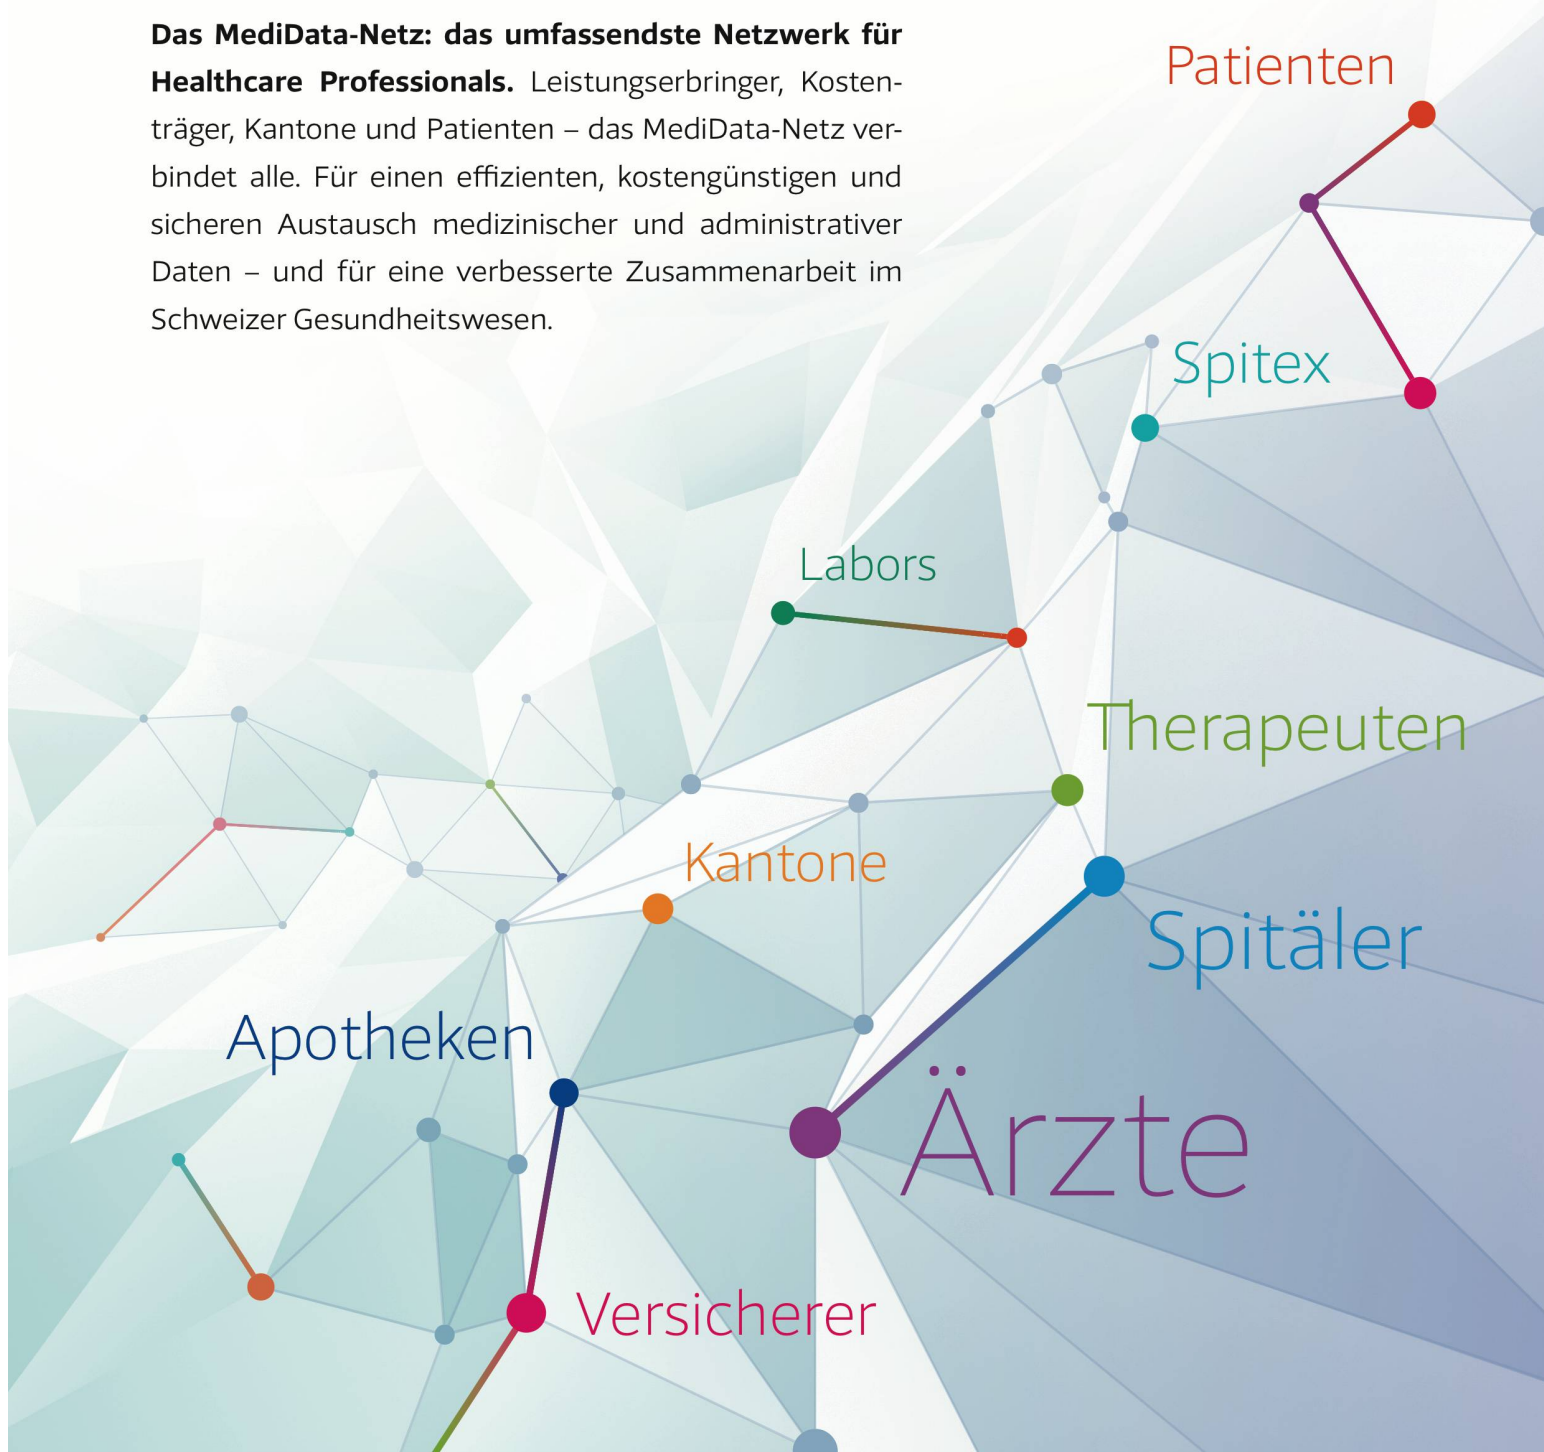 Das MediData-Netz: das umfassendste Netzwerk für
Healthcare Professionals. Leistungserbringer, Kosten-
träger, Kantone und Patienten – das MediData-Netz ver-
bindet alle. Für einen effizienten, kostengünstigen und
sicheren Austausch medizinischer und administrativer
Daten – und für eine verbesserte Zusammenarbeit im
Schweizer Gesundheitswesen.
Patienten
Spitex
Labors
Therapeuten
Kantone
Spitäler
Apotheken
Ärzte
Versicherer